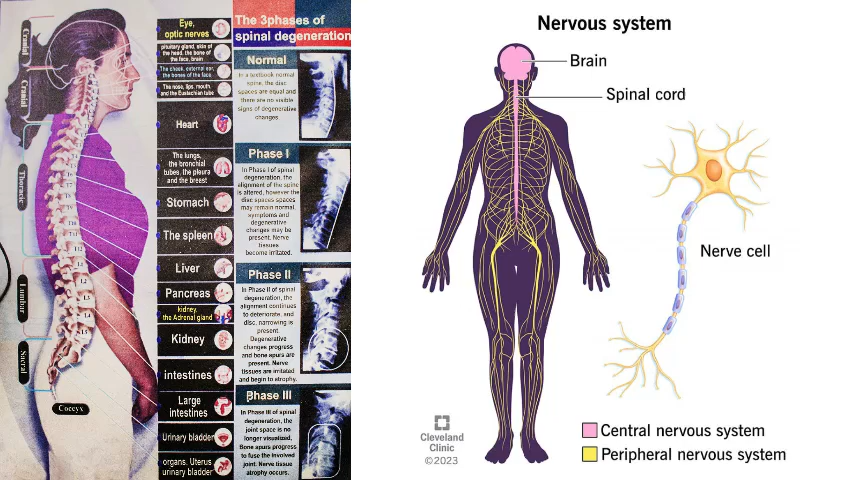 Cranial
Cranial
Thoracic
Lumbar
Sacral
Coccyx
T12
L2
L3
Eye,
optic nerves
pituitary gland, skin of
the head, the bone of
the face, brain
The cheek, external ear,
the bones of the face
The nose, lips, mouth,
and the Eustachian tube
Heart
The lungs,
the bronchial
tubes, the pleura
and the breast
Stomach
The spleen
Liver
Pancreas
kidney,
the Adrenal gland
Kidney
intestines
Large
intestines
Urinary bladder
organs, Uterus
urinary bladder
The 3phases of
spinal degeneration
Normal
In a textbook normal
spine, the disc
spaces are equal and
there are no visible
signs of degenerative
changes.
Phase I
In Phase I of spinal
degeneration, the
alignment of the spine
is altered, however the
disc spaces spaces
may remain normal,
symptoms and
degenerative
changes may be
present. Nerve
tissues
become irritated.
Phase II
In Phase II of spinal
degeneration, the
alignment continues
to deteriorate, and
disc, narrowing is
present.
Degenerative
changes progress
and bone spurs are
present. Nerve
tissues are irritated
and begin to atrophy.
Phase III
In Phase III of spinal
degeneration, the
joint space is no
longer visualized,
Bone spurs progress
to fuse the involved
joint. Nerve tissue
atrophy occurs.
Nervous system
Brain
Spinal cord
Nerve cell
Cleveland
Clinic
©2023
Central nervous system
Peripheral nervous system